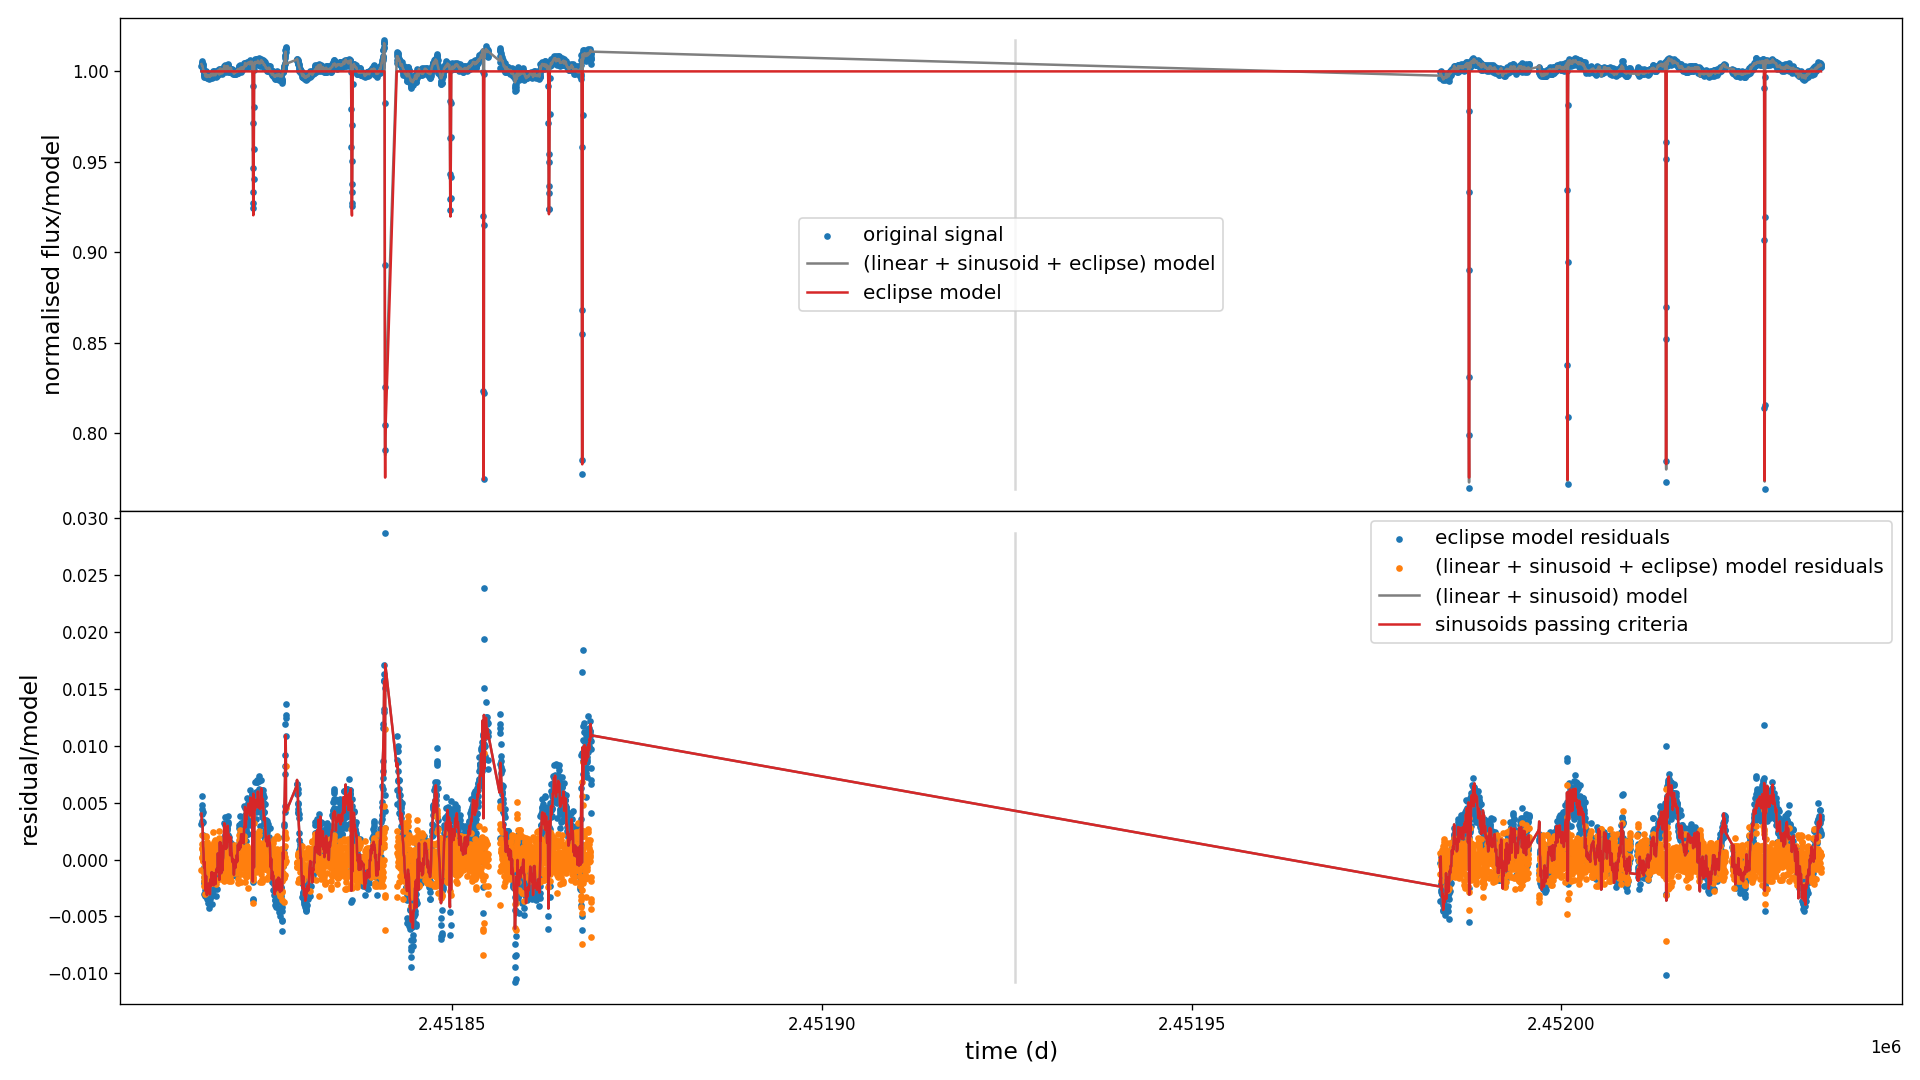 normalised flux/model
1.00
0.95
0.90
0.85
0.80
original signal
(linear + sinusoid + eclipse) model
eclipse model
residual/model
0.030
0.025
0.020
0.015
0.010
0.005
0.000
−0.005
−0.010
eclipse model residuals
(linear + sinusoid + eclipse) model residuals
(linear + sinusoid) model
sinusoids passing criteria
2.45185
2.45190
2.45195
2.45200
1e6
time (d)